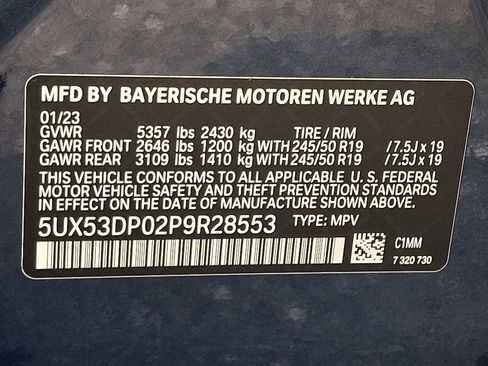 MFD BY BAYERISCHE MOTOREN WERKE AG
01/23
GVWR 5357 lbs 2430 kg TIRE / RIM
GAWR FRONT 2646 lbs 1200 kg WITH 245/50 R19 / 7.5J x 19
GAWR REAR 3109 lbs 1410 kg WITH 245/50 R19 / 7.5J x 19
THIS VEHICLE CONFORMS TO ALL APPLICABLE U. S. FEDERAL
MOTOR VEHICLE SAFETY AND THEFT PREVENTION STANDARDS
IN EFFECT ON THE DATE OF MANUFACTURE SHOWN ABOVE.
5UX53DP02P9R28553 TYPE: MPV
C1MM
7 320 730